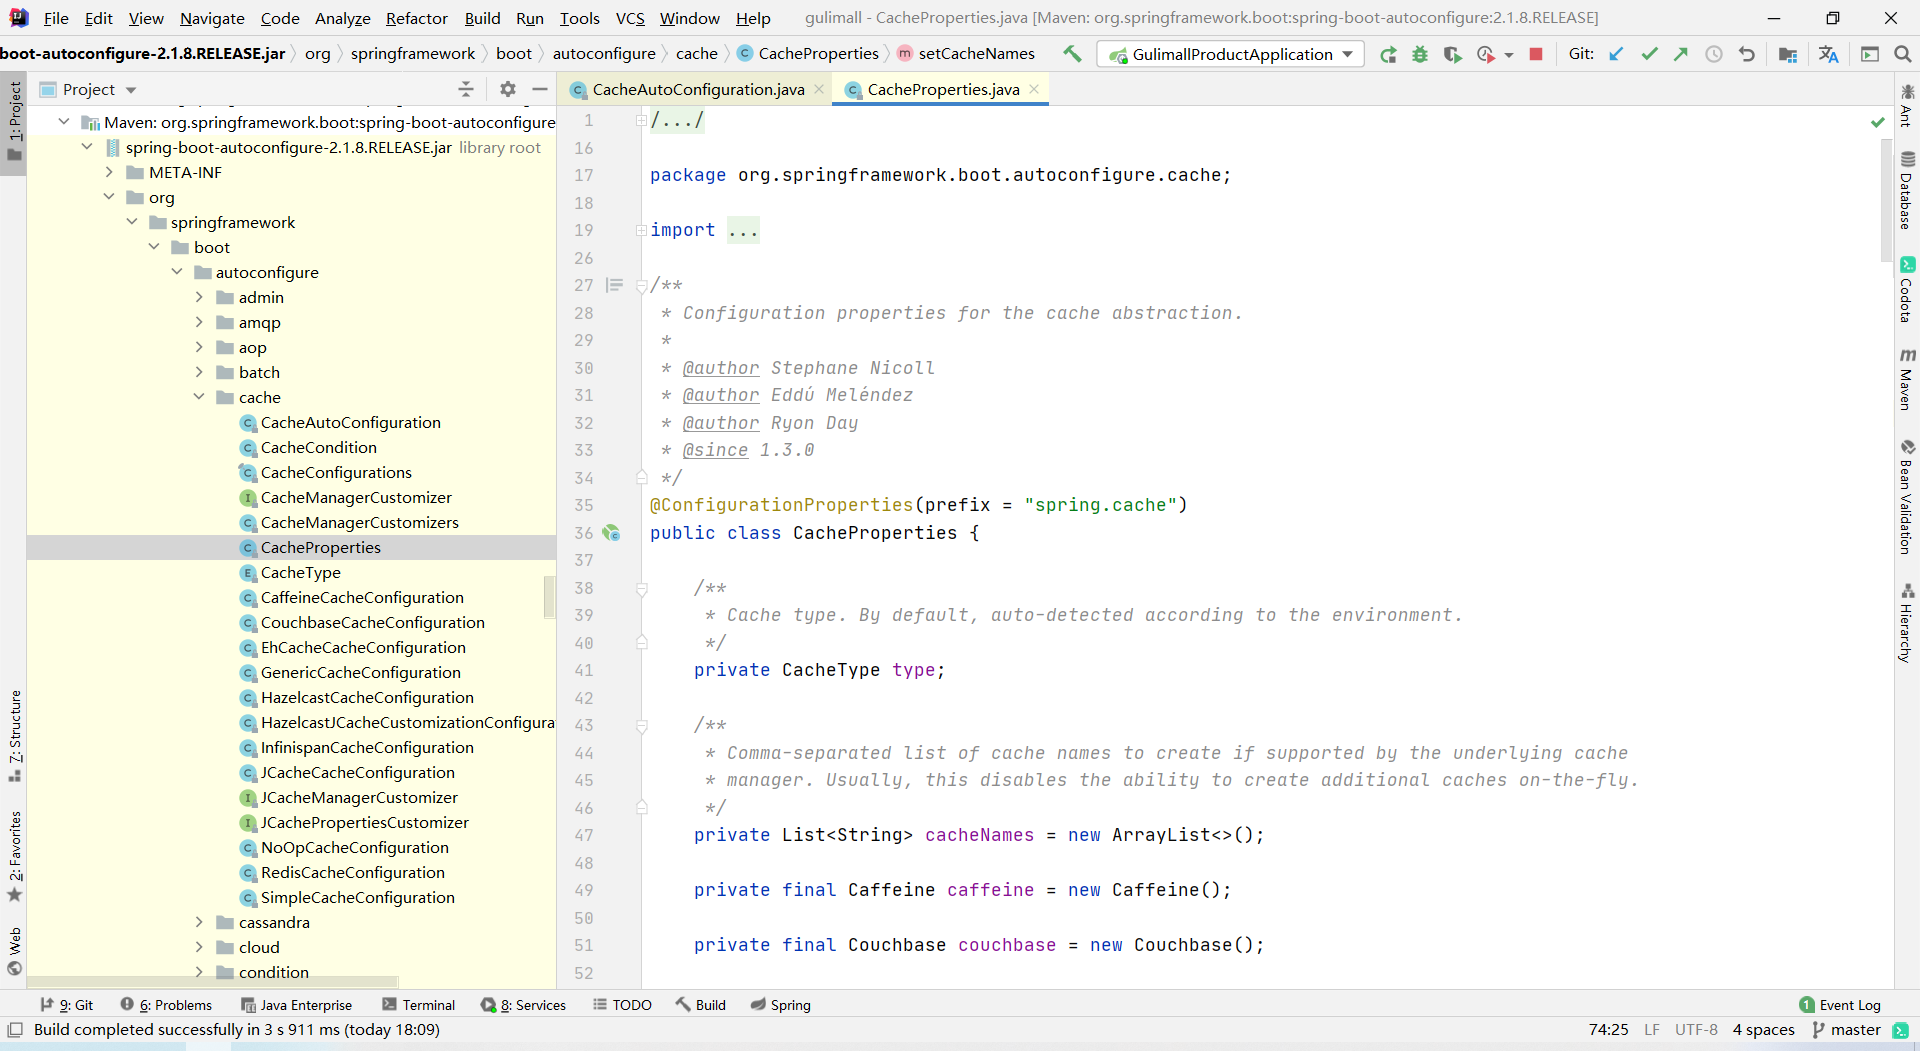 File Edit View Navigate Code Analyze Refactor Build Run Tools VCS Window Help gulimall - CacheProperties.java [Maven: org.springframework.boot:spring-boot-autoconfigure:2.1.8.RELEASE]
boot-autoconfigure-2.1.8.RELEASE.jar org springframework boot autoconfigure cache CacheProperties setCacheNames GulimallProductApplication Git:
Project
CacheAutoConfiguration.java CacheProperties.java
1: Project
7: Structure
2: Favorites
Web
Maven: org.springframework.boot:spring-boot-autoconfigure
spring-boot-autoconfigure-2.1.8.RELEASE.jar library root
META-INF
org
springframework
boot
autoconfigure
admin
amqp
aop
batch
cache
CacheAutoConfiguration
CacheCondition
CacheConfigurations
CacheManagerCustomizer
CacheManagerCustomizers
CacheProperties
CacheType
CaffeineCacheConfiguration
CouchbaseCacheConfiguration
EhCacheCacheConfiguration
GenericCacheConfiguration
HazelcastCacheConfiguration
HazelcastJCacheCustomizationConfigura
InfinispanCacheConfiguration
JCacheCacheConfiguration
JCacheManagerCustomizer
JCachePropertiesCustomizer
NoOpCacheConfiguration
RedisCacheConfiguration
SimpleCacheConfiguration
cassandra
cloud
condition
1 /.../
16
17 package org.springframework.boot.autoconfigure.cache;
18
19 import ...
26
27 /**
28 * Configuration properties for the cache abstraction.
29 *
30 * @author Stephane Nicoll
31 * @author Eddú Meléndez
32 * @author Ryon Day
33 * @since 1.3.0
34 */
35 @ConfigurationProperties(prefix = "spring.cache")
36 public class CacheProperties {
37
38 /**
39 * Cache type. By default, auto-detected according to the environment.
40 */
41 private CacheType type;
42
43 /**
44 * Comma-separated list of cache names to create if supported by the underlying cache
45 * manager. Usually, this disables the ability to create additional caches on-the-fly.
46 */
47 private List<String> cacheNames = new ArrayList<>();
48
49 private final Caffeine caffeine = new Caffeine();
50
51 private final Couchbase couchbase = new Couchbase();
52
Ant
Database
Codota
Maven
Bean Validation
Hierarchy
9: Git 6: Problems Java Enterprise Terminal 8: Services TODO Build Spring 1 Event Log
Build completed successfully in 3 s 911 ms (today 18:09) 74:25 LF UTF-8 4 spaces master